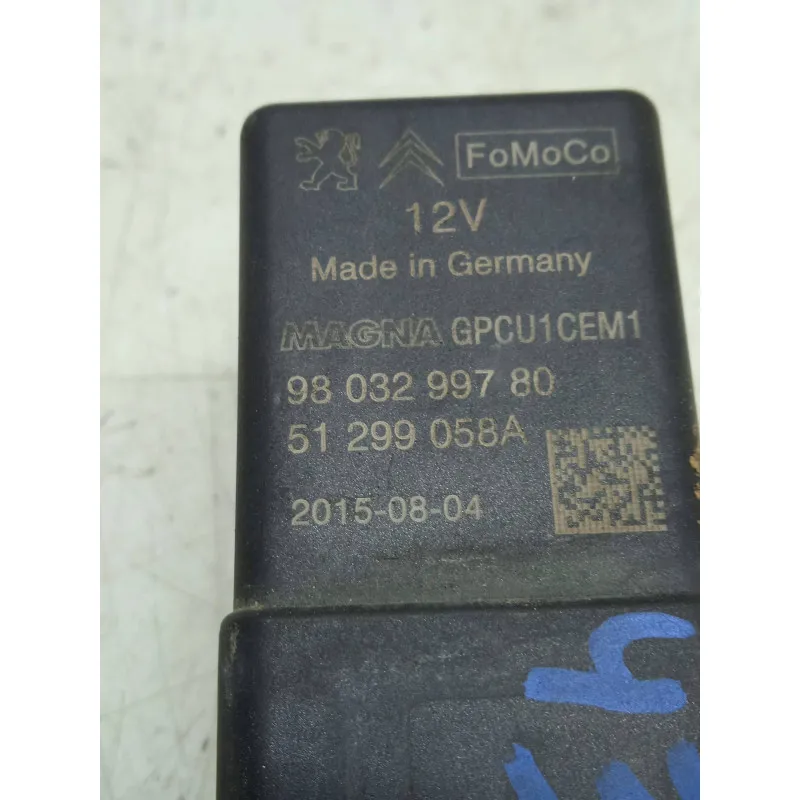 FoMoCo
12V
Made in Germany
MAGNA GPCU1CEM1
98 032 997 80
51 299 058A
2015-08-04